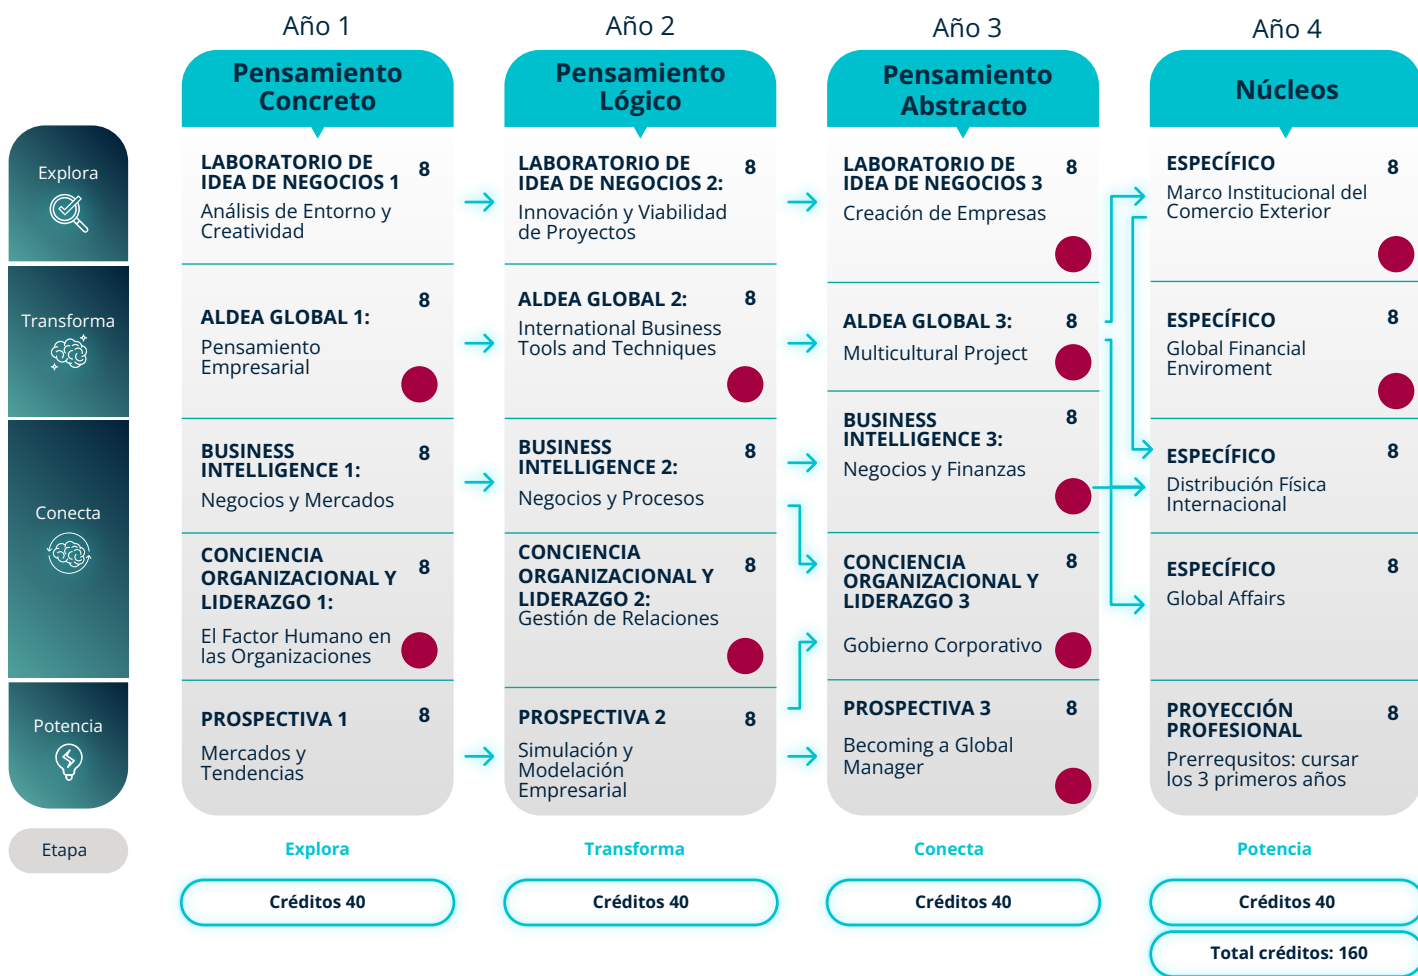 Año 1
Pensamiento
Concreto
LABORATORIO DE
IDEA DE NEGOCIOS 1
8
Análisis de Entorno y
Creatividad
ALDEA GLOBAL 1:
8
Pensamiento
Empresarial
BUSINESS
INTELLIGENCE 1:
8
Negocios y Mercados
CONCIENCIA
ORGANIZACIONAL Y
LIDERAZGO 1:
8
El Factor Humano en
las Organizaciones
PROSPECTIVA 1
8
Mercados y
Tendencias
Explora
Créditos 40
Año 2
Pensamiento
Lógico
LABORATORIO DE
IDEA DE NEGOCIOS 2:
8
Innovación y Viabilidad
de Proyectos
ALDEA GLOBAL 2:
8
International Business
Tools and Techniques
BUSINESS
INTELLIGENCE 2:
8
Negocios y Procesos
CONCIENCIA
ORGANIZACIONAL Y
LIDERAZGO 2:
8
Gestión de Relaciones
PROSPECTIVA 2
8
Simulación y
Modelación
Empresarial
Transforma
Créditos 40
Año 3
Pensamiento
Abstracto
LABORATORIO DE
IDEA DE NEGOCIOS 3
8
Creación de Empresas
ALDEA GLOBAL 3:
8
Multicultural Project
BUSINESS
INTELLIGENCE 3:
8
Negocios y Finanzas
CONCIENCIA
ORGANIZACIONAL Y
LIDERAZGO 3
8
Gobierno Corporativo
PROSPECTIVA 3
8
Becoming a Global
Manager
Conecta
Créditos 40
Año 4
Núcleos
ESPECÍFICO
8
Marco Institucional del
Comercio Exterior
ESPECÍFICO
8
Global Financial
Enviroment
ESPECÍFICO
8
Distribución Física
Internacional
ESPECÍFICO
8
Global Affairs
PROYECCIÓN
PROFESIONAL
8
Prerrequsitos: cursar
los 3 primeros años
Potencia
Créditos 40
Total créditos: 160
Explora
Transforma
Conecta
Potencia
Etapa